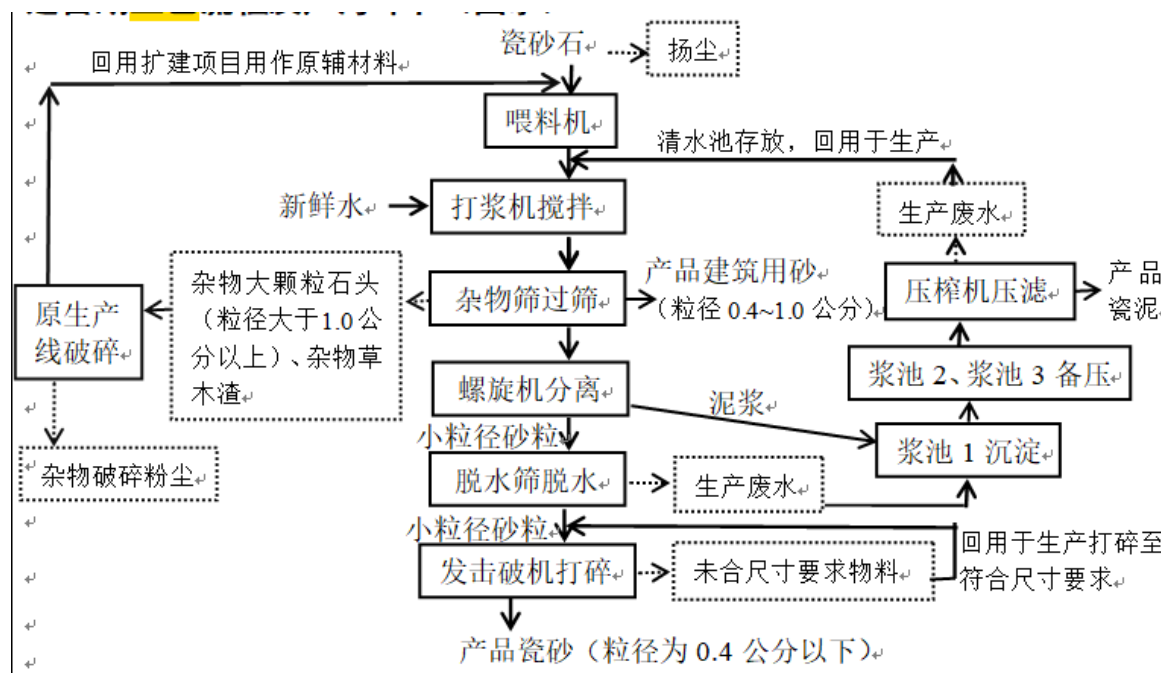 瓷砂石
扬尘
回用扩建项目用作原辅材料
喂料机
清水池存放，回用于生产
新鲜水
打浆机搅拌
生产废水
杂物大颗粒石头
（粒径大于1.0公
分以上）、杂物草
木渣
杂物筛过筛
产品建筑用砂
（粒径0.4~1.0公分）
压榨机压滤
产品
瓷泥
原生产
线破碎
螺旋机分离
泥浆
浆池2、浆池3备压
小粒径砂粒
浆池1沉淀
杂物破碎粉尘
脱水筛脱水
生产废水
小粒径砂粒
回用于生产打碎至
符合尺寸要求
发击破机打碎
未合尺寸要求物料
产品瓷砂（粒径为0.4公分以下）